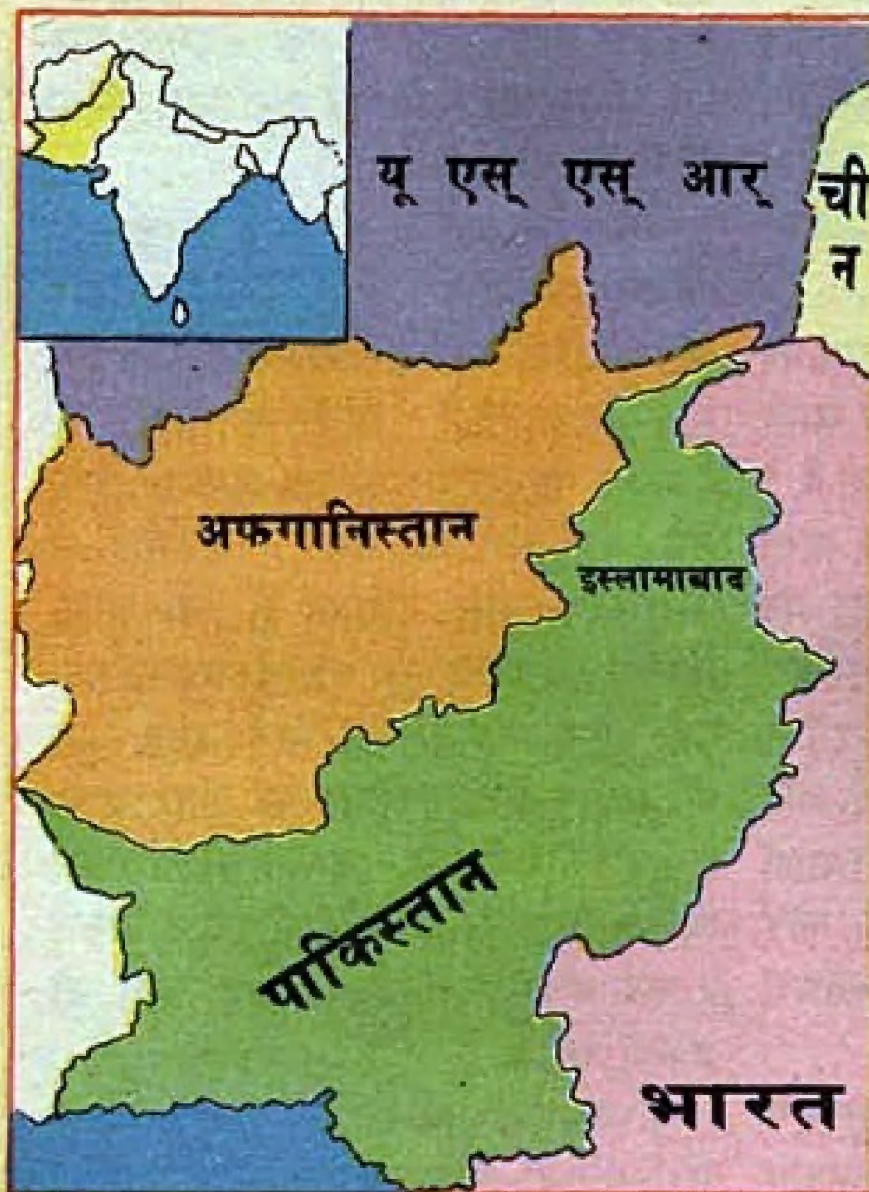 यू एस् एस् आर्
ची
न
अफगानिस्तान
इस्लामाबाद
पाकिस्तान
भारत